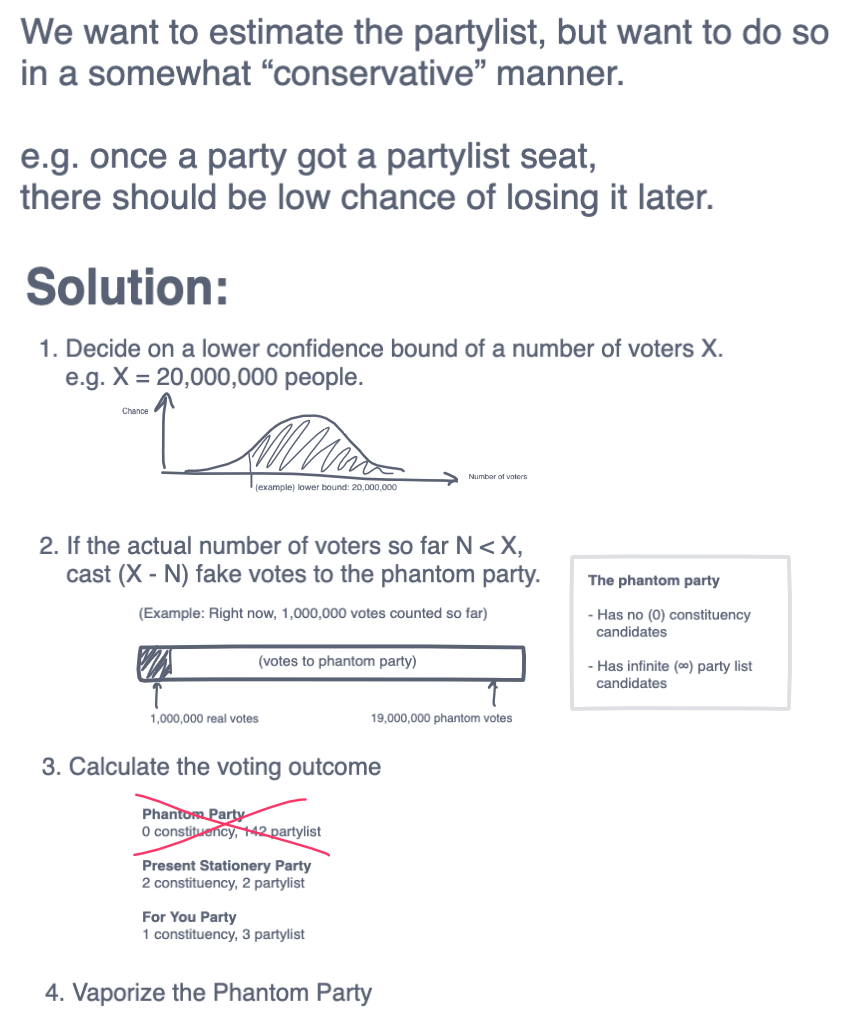 We want to estimate the partylist, but want to do so
in a somewhat “conservative” manner.
e.g. once a party got a partylist seat,
there should be low chance of losing it later.
Solution:
1. Decide on a lower confidence bound of a number of voters X.
e.g. X = 20,000,000 people.
Chance
Number of voters
(example) lower bound: 20,000,000
2. If the actual number of voters so far N < X,
cast (X - N) fake votes to the phantom party.
(Example: Right now, 1,000,000 votes counted so far)
(votes to phantom party)
1,000,000 real votes
19,000,000 phantom votes
The phantom party
- Has no (0) constituency
candidates
- Has infinite (∞) party list
candidates
3. Calculate the voting outcome
Phantom Party
0 constituency, 142 partylist
Present Stationery Party
2 constituency, 2 partylist
For You Party
1 constituency, 3 partylist
4. Vaporize the Phantom Party